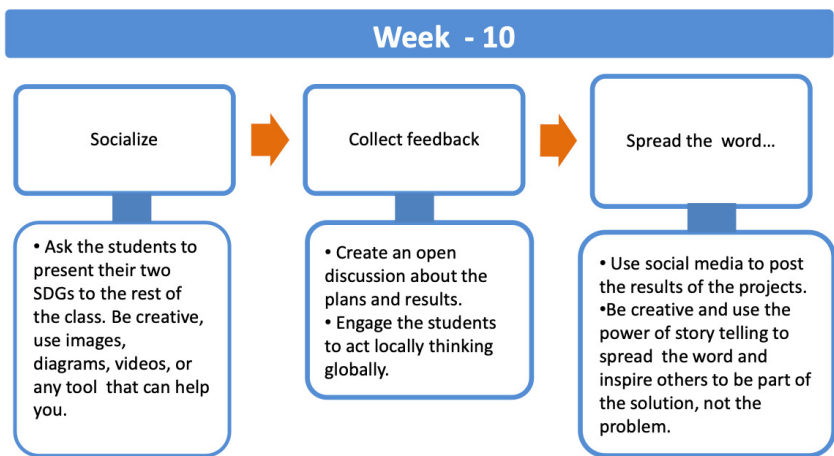 Week - 10
Socialize
Collect feedback
Spread the word...
• Ask the students to
present their two
SDGs to the rest of
the class. Be creative,
use images,
diagrams, videos, or
any tool that can help
you.
• Create an open
discussion about the
plans and results.
• Engage the students
to act locally thinking
globally.
• Use social media to post
the results of the projects.
•Be creative and use the
power of story telling to
spread the word and
inspire others to be part of
the solution, not the
problem.